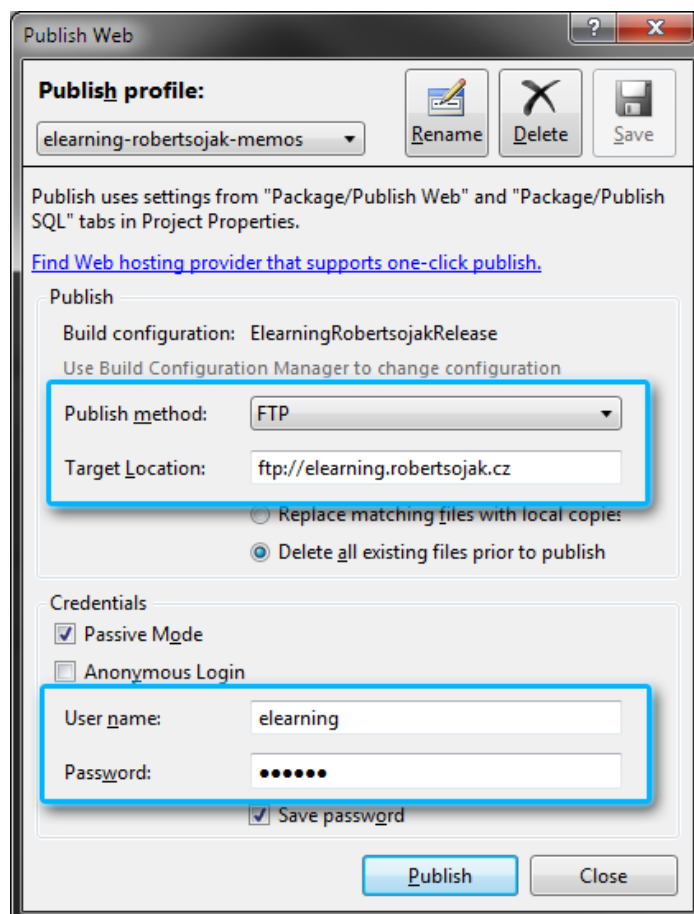 Publish Web
?
X
Publish profile:
elearning-robertsojak-memos
Rename
Delete
Save
Publish uses settings from "Package/Publish Web" and "Package/Publish
SQL" tabs in Project Properties.
Find Web hosting provider that supports one-click publish.
Publish
Build configuration: ElearningRobertsojakRelease
Use Build Configuration Manager to change configuration
Publish method: FTP
Target Location: ftp://elearning.robertsojak.cz
Replace matching files with local copies
Delete all existing files prior to publish
Credentials
Passive Mode
Anonymous Login
User name: elearning
Password: ●●●●●●
Save password
Publish
Close